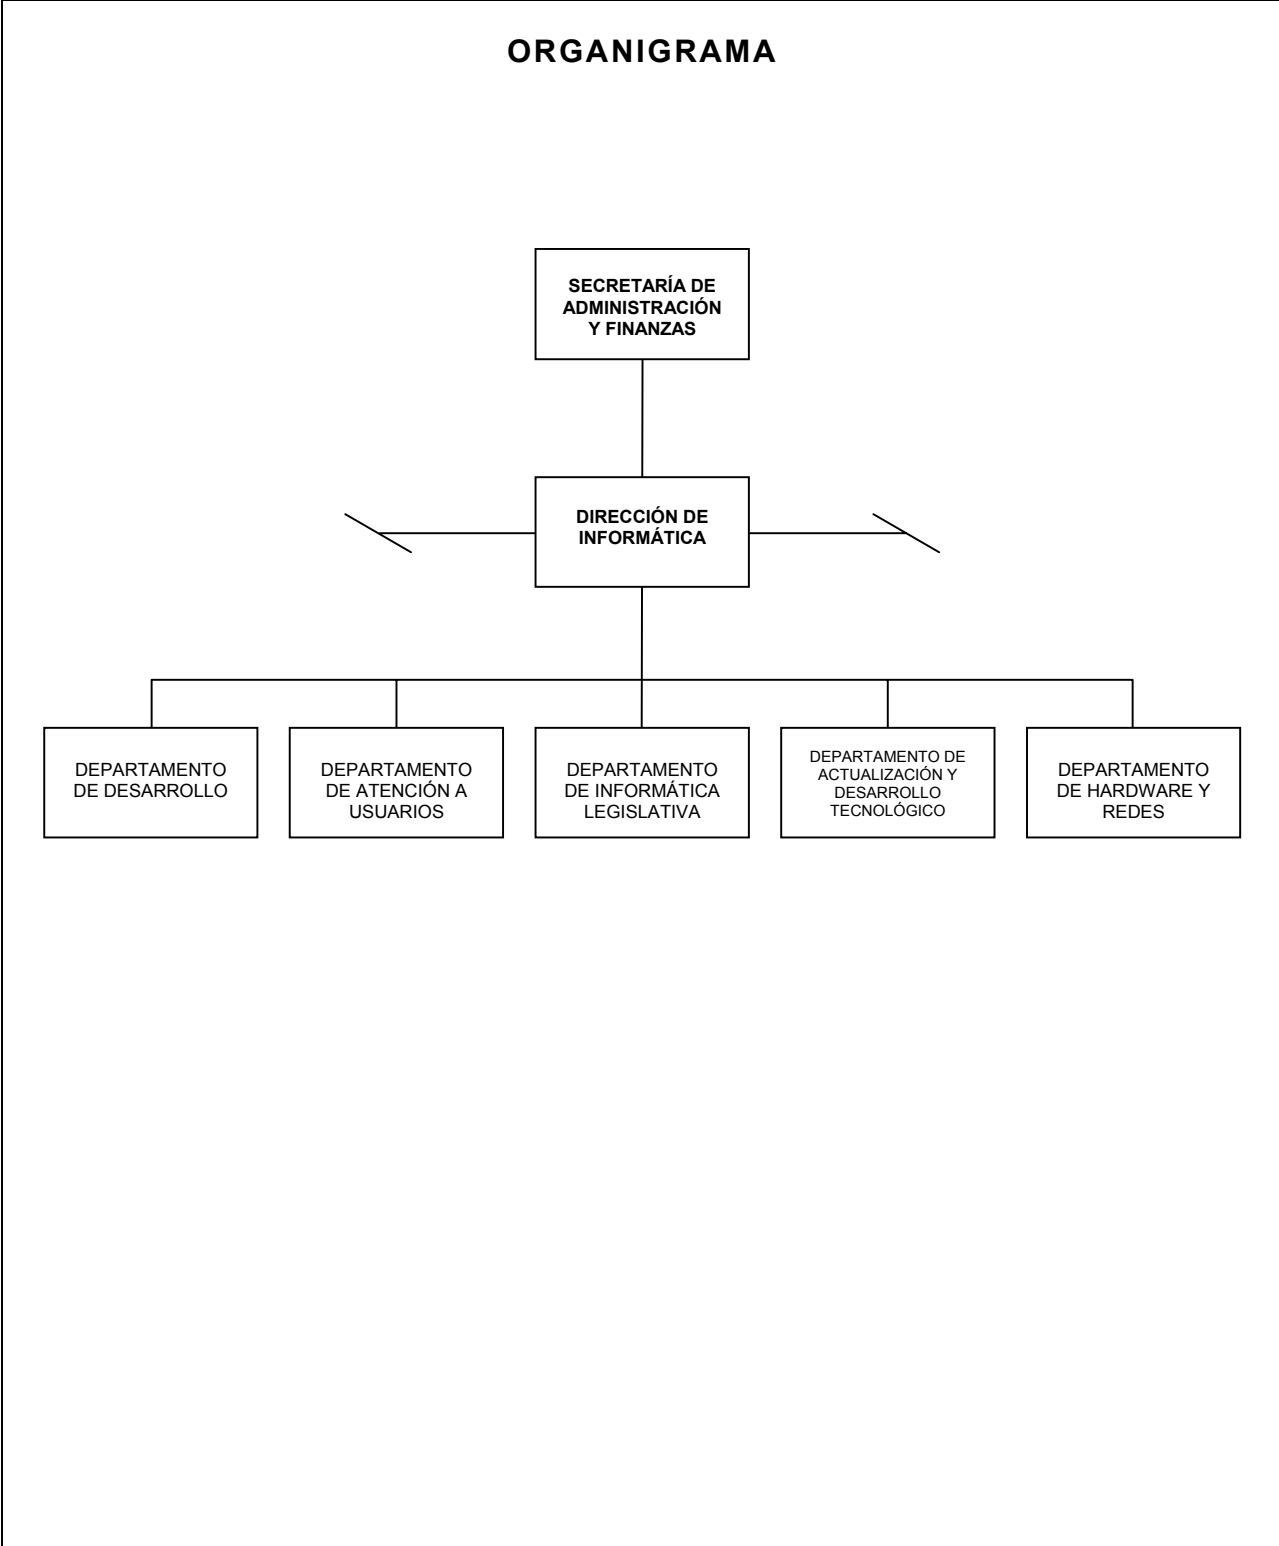 ORGANIGRAMA
SECRETARÍA DE
ADMINISTRACIÓN
Y FINANZAS
DIRECCIÓN DE
INFORMÁTICA
DEPARTAMENTO
DE DESARROLLO
DEPARTAMENTO
DE ATENCIÓN A
USUARIOS
DEPARTAMENTO
DE INFORMÁTICA
LEGISLATIVA
DEPARTAMENTO DE
ACTUALIZACIÓN Y
DESARROLLO
TECNOLÓGICO
DEPARTAMENTO
DE HARDWARE Y
REDES